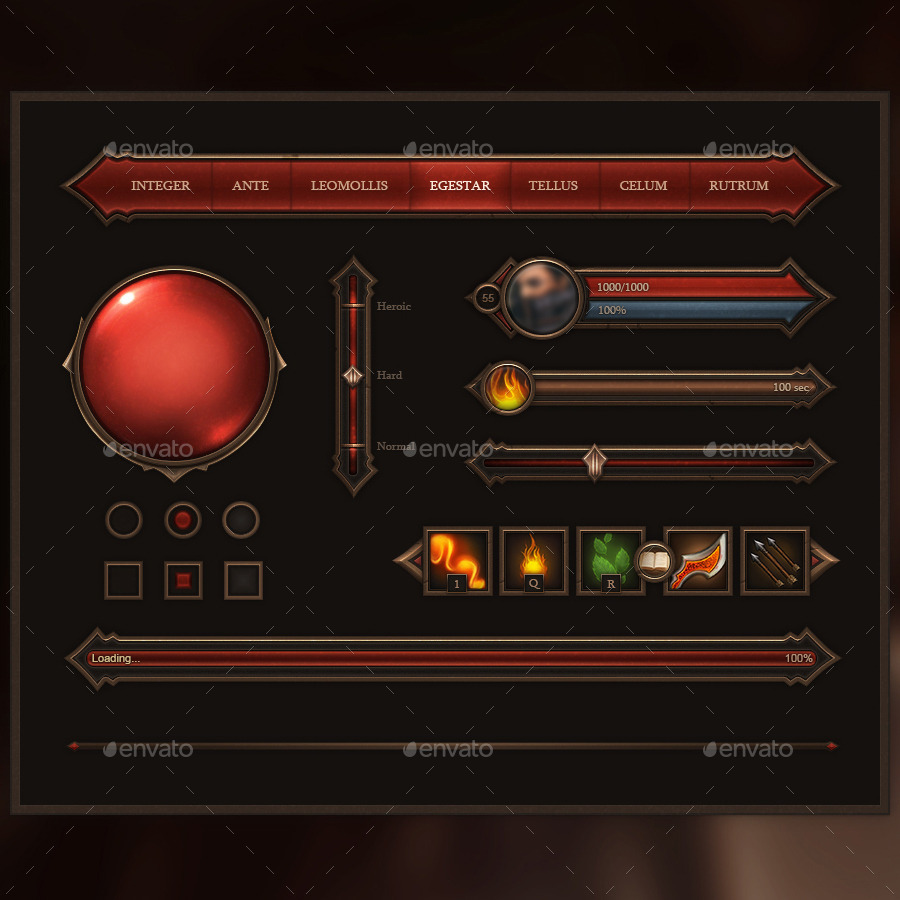 envato envato envato
INTEGER ANTE LEOMOLLIS EGESTAR TELLUS CELUM RUTRUM
55 1000/1000
100%
Heroic
Hard
100 sec
Normal
envato envato envato
1 Q R
Loading... 100%
envato envato envato